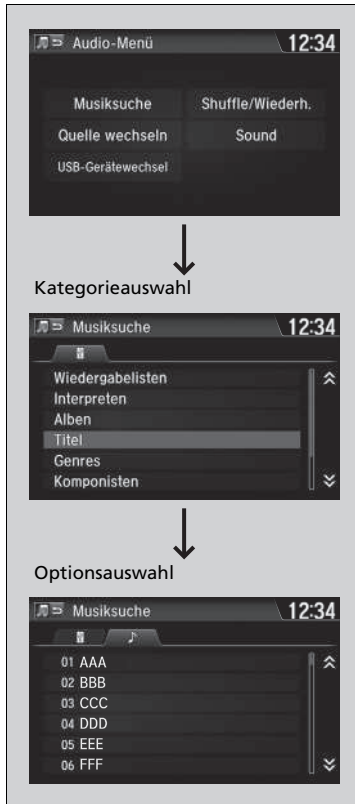 Audio-Menü 12:34
Musiksuche Shuffle/Wiederh.
Quelle wechseln Sound
USB-Gerätewechsel
Kategorieauswahl
Musiksuche 12:34
Wiedergabelisten
Interpreten
Alben
Titel
Genres
Komponisten
Optionsauswahl
Musiksuche 12:34
01 AAA
02 BBB
03 CCC
04 DDD
05 EEE
06 FFF